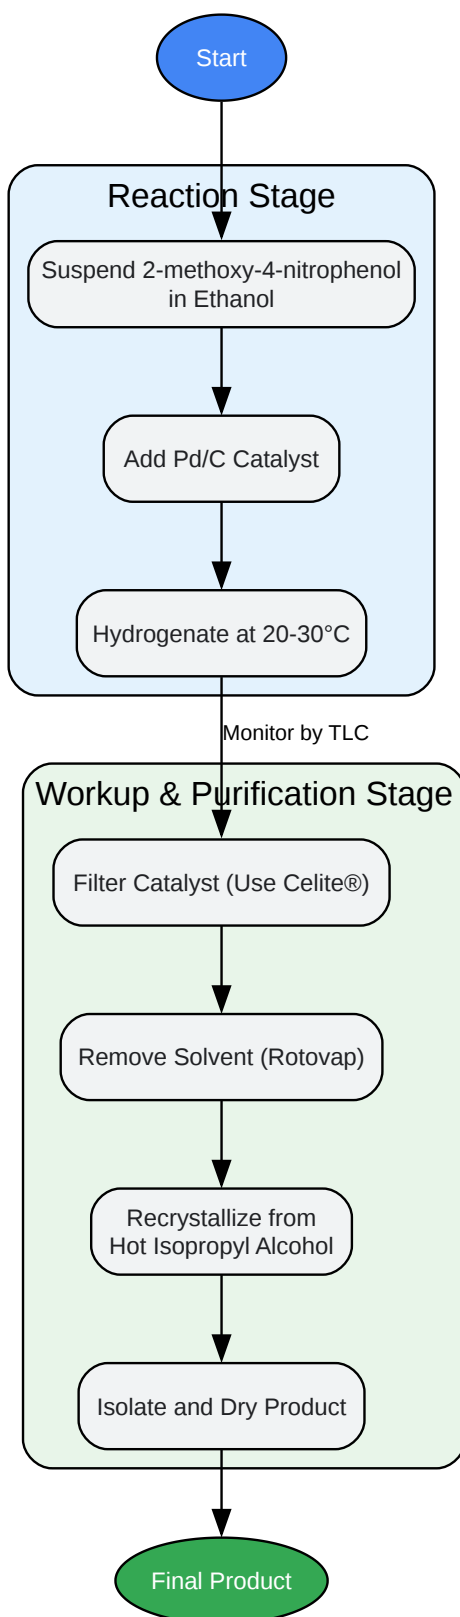 Start
Reaction Stage
Suspend 2-methoxy-4-nitrophenol
in Ethanol
Add Pd/C Catalyst
Hydrogenate at 20-30°C
Monitor by TLC
Workup & Purification Stage
Filter Catalyst (Use Celite®)
Remove Solvent (Rotovap)
Recrystallize from
Hot Isopropyl Alcohol
Isolate and Dry Product
Final Product